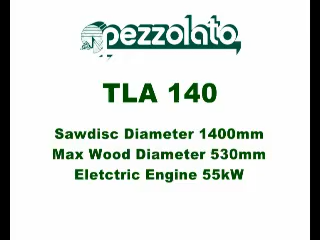 pezzolato
TLA 140
Sawdisc Diameter 1400mm
Max Wood Diameter 530mm
Eletctric Engine 55kW